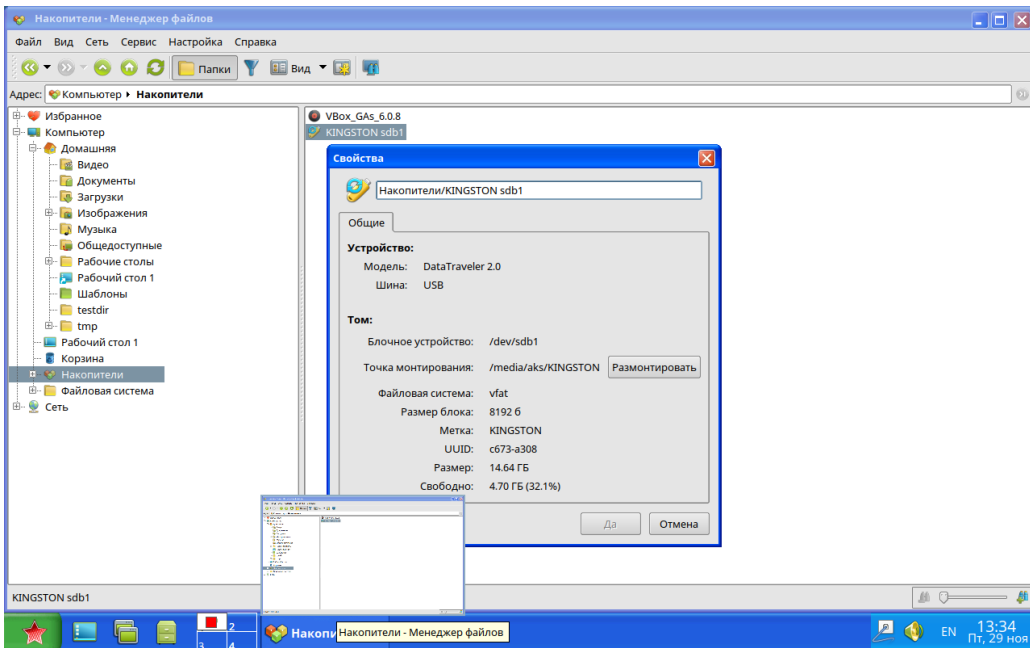 Накопители - Менеджер файлов
Файл Вид Сеть Сервис Настройка Справка
Папки Вид
Адрес: Компьютер Накопители
Избранное
Компьютер
Домашняя
Видео
Документы
Загрузки
Изображения
Музыка
Общедоступные
Рабочие столы
Рабочий стол 1
Шаблоны
testdir
tmp
Рабочий стол 1
Корзина
Накопители
Файловая система
Сеть
VBox_GAs_6.0.8
KINGSTON sdb1
Свойства
Накопители/KINGSTON sdb1
Общие
Устройство:
Модель: DataTraveler 2.0
Шина: USB
Том:
Блочное устройство: /dev/sdb1
Точка монтирования: /media/aks/KINGSTON Размонтировать
Файловая система: vfat
Размер блока: 8192 б
Метка: KINGSTON
UUID: c673-a308
Размер: 14.64 ГБ
Свободно: 4.70 ГБ (32.1%)
Да Отмена
KINGSTON sdb1
2
3 4
Накопи
Накопители - Менеджер файлов
EN
13:34
Пт, 29 ноя